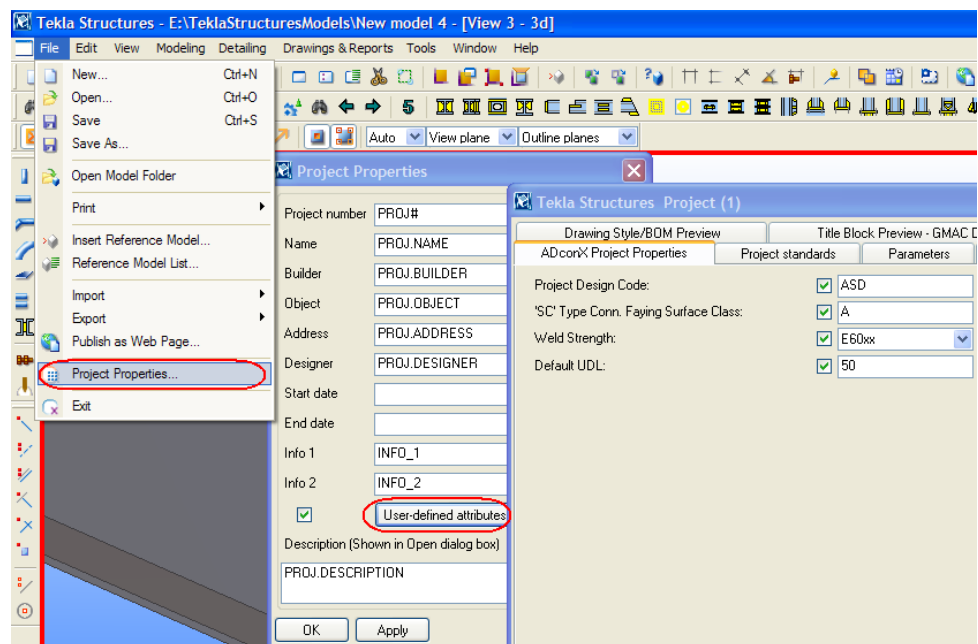 Tekla Structures - E:\TeklaStructuresModels\New model 4 - [View 3 - 3d]
File Edit View Modeling Detailing Drawings & Reports Tools Window Help
New... Ctrl+N
Open... Ctrl+O
Save Ctrl+S
Save As...
Open Model Folder
Print
Insert Reference Model...
Reference Model List...
Import
Export
Publish as Web Page...
Project Properties...
Exit
Auto View plane Outline planes
Project Properties
Project number PROJ#
Name PROJ.NAME
Builder PROJ.BUILDER
Object PROJ.OBJECT
Address PROJ.ADDRESS
Designer PROJ.DESIGNER
Start date
End date
Info 1 INFO_1
Info 2 INFO_2
User-defined attributes
Description (Shown in Open dialog box)
PROJ.DESCRIPTION
OK Apply
Tekla Structures Project (1)
Drawing Style/BOM Preview Title Block Preview - GMAC D
ADconX Project Properties Project standards Parameters
Project Design Code: ASD
'SC' Type Conn. Faying Surface Class: A
Weld Strength: E60xx
Default UDL: 50